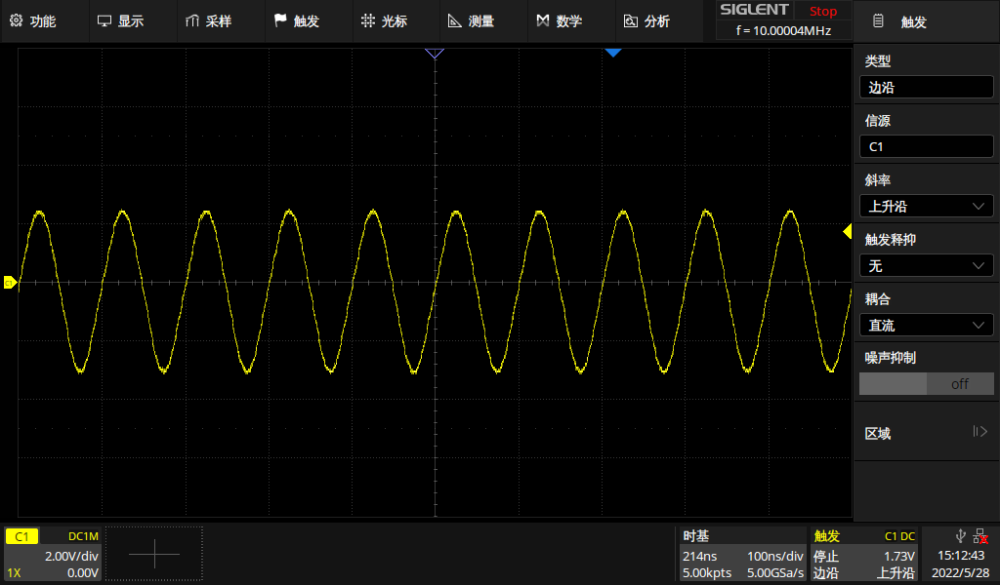 功能 显示 采样 触发 光标 测量 数学 分析 SIGLENT Stop
f = 10.00004MHz
触发
类型
边沿
信源
C1
斜率
上升沿
触发释抑
无
耦合
直流
噪声抑制
off
区域
C1
C1 DC1M
2.00V/div
1X 0.00V
时基
214ns 100ns/div
5.00kpts 5.00GSa/s
触发 C1 DC
停止 1.73V
边沿 上升沿
15:12:43
2022/5/28